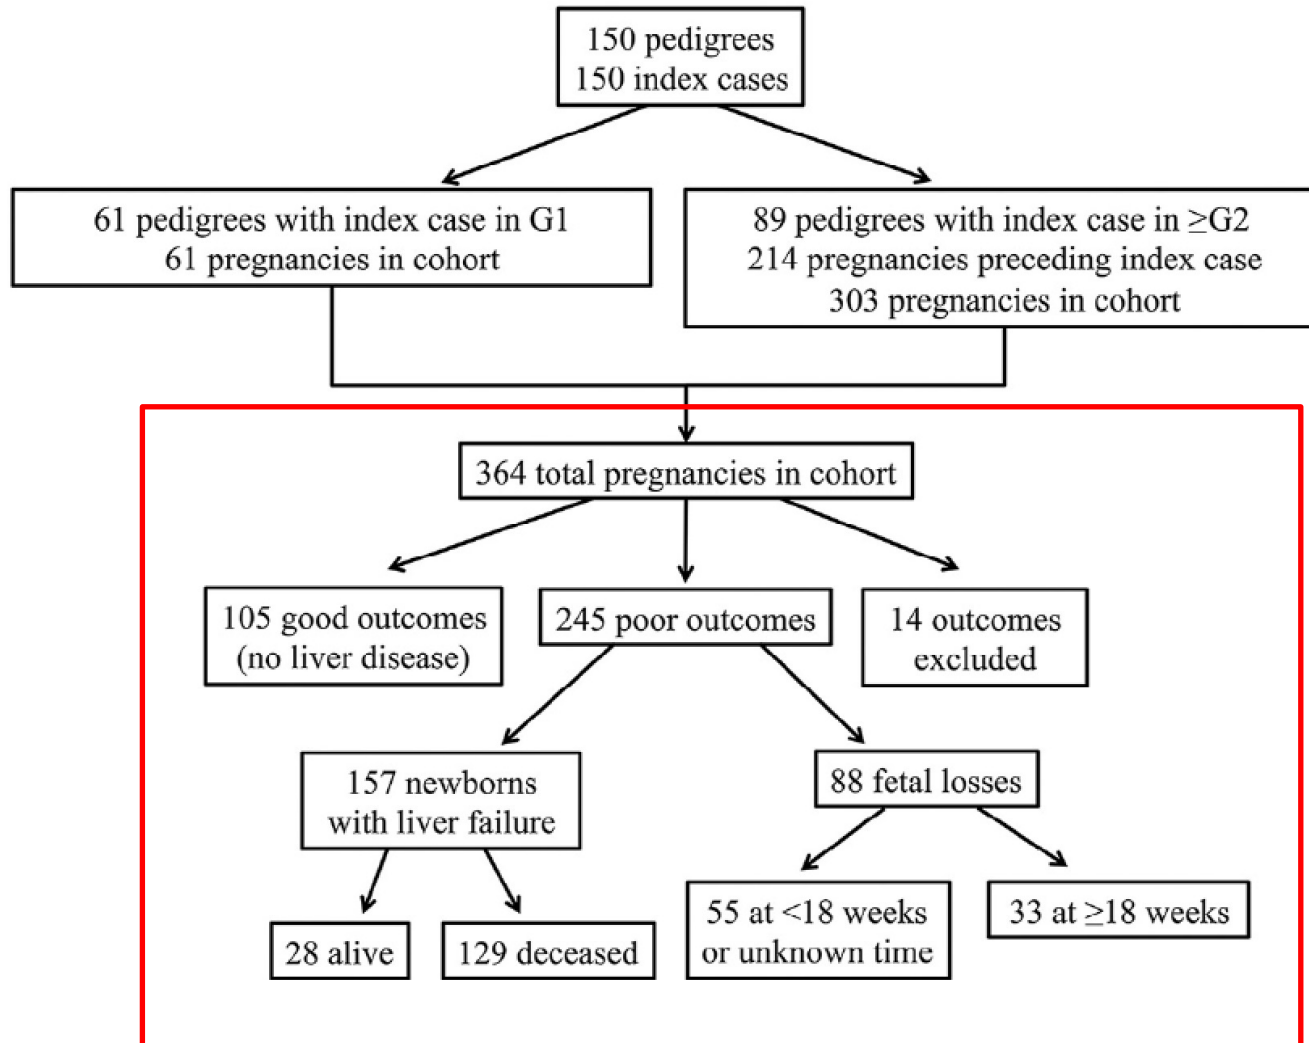 150 pedigrees
150 index cases
61 pedigrees with index case in G1
61 pregnancies in cohort
89 pedigrees with index case in ≥G2
214 pregnancies preceding index case
303 pregnancies in cohort
364 total pregnancies in cohort
105 good outcomes
(no liver disease)
245 poor outcomes
14 outcomes
excluded
157 newborns
with liver failure
88 fetal losses
28 alive
129 deceased
55 at <18 weeks
or unknown time
33 at ≥18 weeks